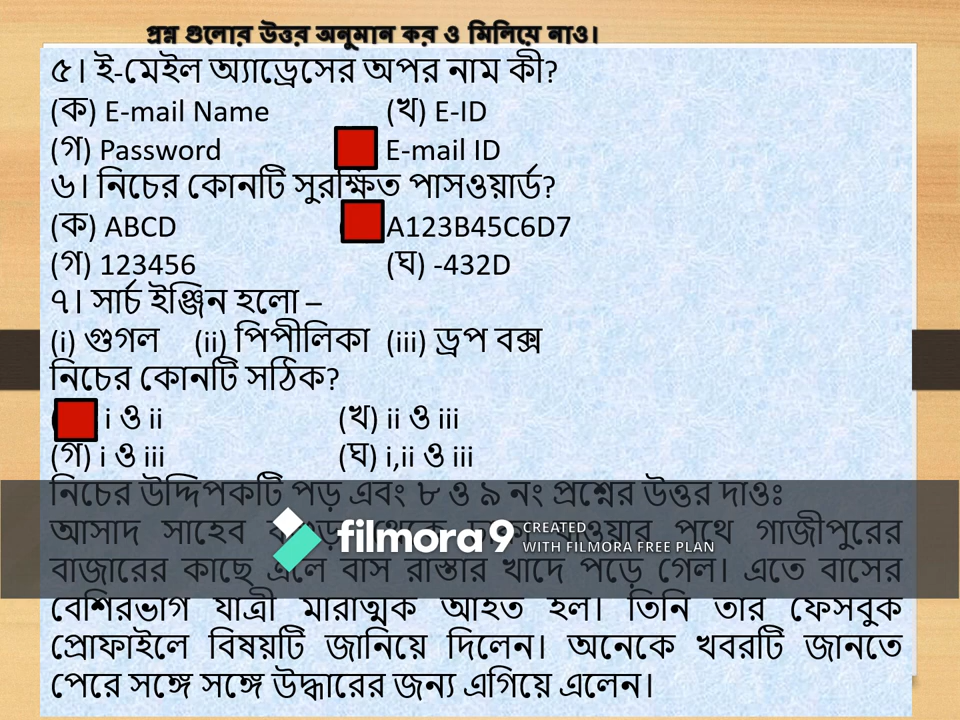 প্রশ্ন গুলোর উত্তর অনুমান কর ও মিলিয়ে নাও।
৫। ই-মেইল অ্যাড্রেসের অপর নাম কী?
(ক) E-mail Name (খ) E-ID
(গ) Password E-mail ID
৬। নিচের কোনটি সুরক্ষিত পাসওয়ার্ড?
(ক) ABCD A123B45C6D7
(গ) 123456 (ঘ) -432D
৭। সার্চ ইঞ্জিন হলো –
(i) গুগল (ii) পিপীলিকা (iii) ড্রপ বক্স
নিচের কোনটি সঠিক?
i ও ii (খ) ii ও iii
(গ) i ও iii (ঘ) i,ii ও iii
নিচের উদ্দিপকটি পড় এবং ৮ ও ৯ নং প্রশ্নের উত্তর দাওঃ
আসাদ সাহেব যাওয়ার পথে গাজীপুরের
filmora 9 CREATED
WITH FILMORA FREE PLAN
বাজারের কাছে এলে বাস রাস্তার খাদে পড়ে গেল। এতে বাসের
বেশিরভাগ যাত্রী মারাত্মক আহত হল। তিনি তার ফেসবুক
প্রোফাইলে বিষয়টি জানিয়ে দিলেন। অনেকে খবরটি জানতে
পেরে সঙ্গে সঙ্গে উদ্ধারের জন্য এগিয়ে এলেন।